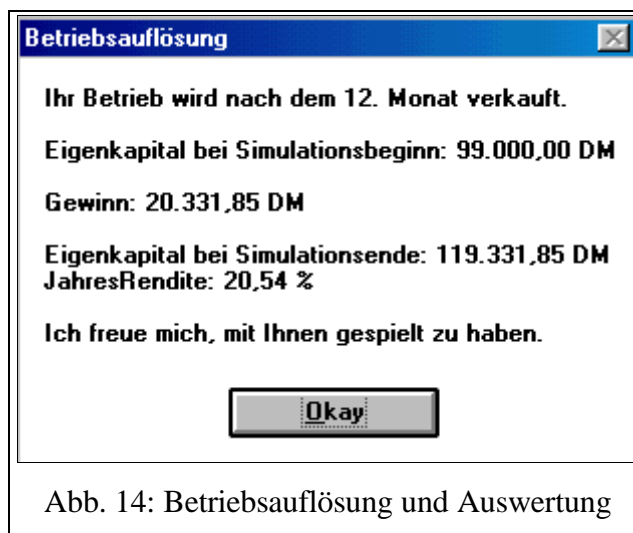 Betriebsauflösung
Ihr Betrieb wird nach dem 12. Monat verkauft.
Eigenkapital bei Simulationsbeginn: 99.000,00 DM
Gewinn: 20.331,85 DM
Eigenkapital bei Simulationsende: 119.331,85 DM
JahresRendite: 20,54 %
Ich freue mich, mit Ihnen gespielt zu haben.
Okay
Abb. 14: Betriebsauflösung und Auswertung